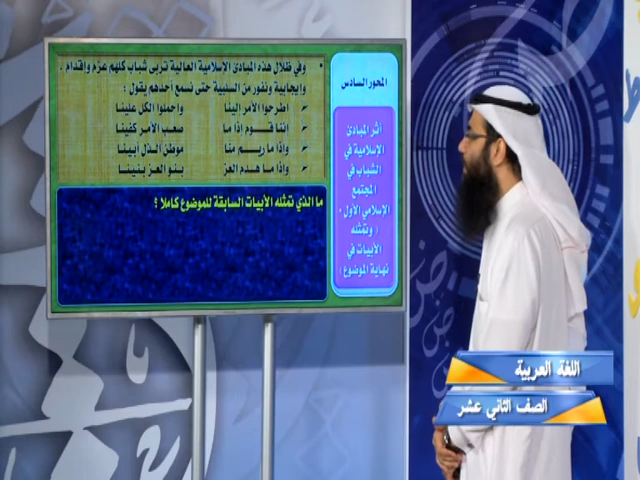 وفي ظلال هذه المبادئ الإسلامية العالية تربى شباب كلهم عزم وإقدام ،
وإيجابية ونفور من السلبية حتى نسمع أحدهم يقول :
اطرحوا الأمر إلينا واحملوا الكل علينا
إننا قوم إذا ما صعب الأمر كفينا
وإذا ما ريم منا موطن الذل أبينا
وإذا ما هدم العز بنو العز بنينا
ما الذي تمثله الأبيات السابقة للموضوع كاملا ؟
المحور السادس
أثر المبادئ
الإسلامية في
الشباب في
المجتمع
الإسلامي الأول .
( وتمثله
الأبيات في
نهاية الموضوع )
اللغة العربية
الصف الثاني عشر